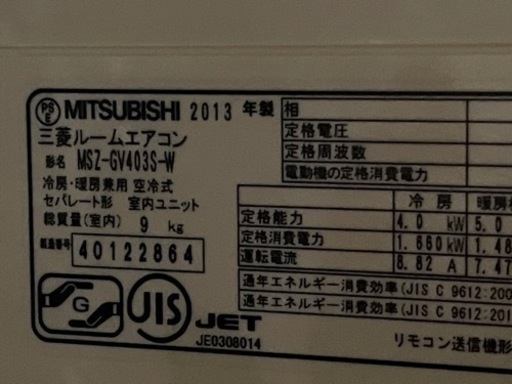 PS E MITSUBISHI 2013 年製
三菱ルームエアコン
形名 MSZ-GV403S-W
冷房・暖房兼用 空冷式
セパレート形 室内ユニット
総質量(室内) 9 kg
製造番号 40122864
G JIS JET
JE0308014
相
定格電圧
定格周波数
電動機の定格消費電力
冷房 暖房
定格能力 4.0 kW 5.0
定格消費電力 1.660 kW 1.48
運転電流 8.82 A 7.47
通年エネルギー消費効率(JIS C 9612:200
通年エネルギー消費効率(JIS C 9612:201
リモコン送信機形